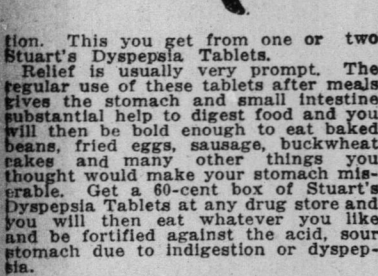 tion. This you get from one or two
Stuart's Dyspepsia Tablets.
Relief is usually very prompt. The
regular use of these tablets after meals
gives the stomach and small intestine
substantial help to digest food and you
will then be bold enough to eat baked
beans, fried eggs, sausage, buckwheat
cakes and many other things you
thought would make your stomach mis-
erable. Get a 60-cent box of Stuart's
Dyspepsia Tablets at any drug store and
you will then eat whatever you like
and be fortified against the acid, sour
stomach due to indigestion or dyspep-
sia.